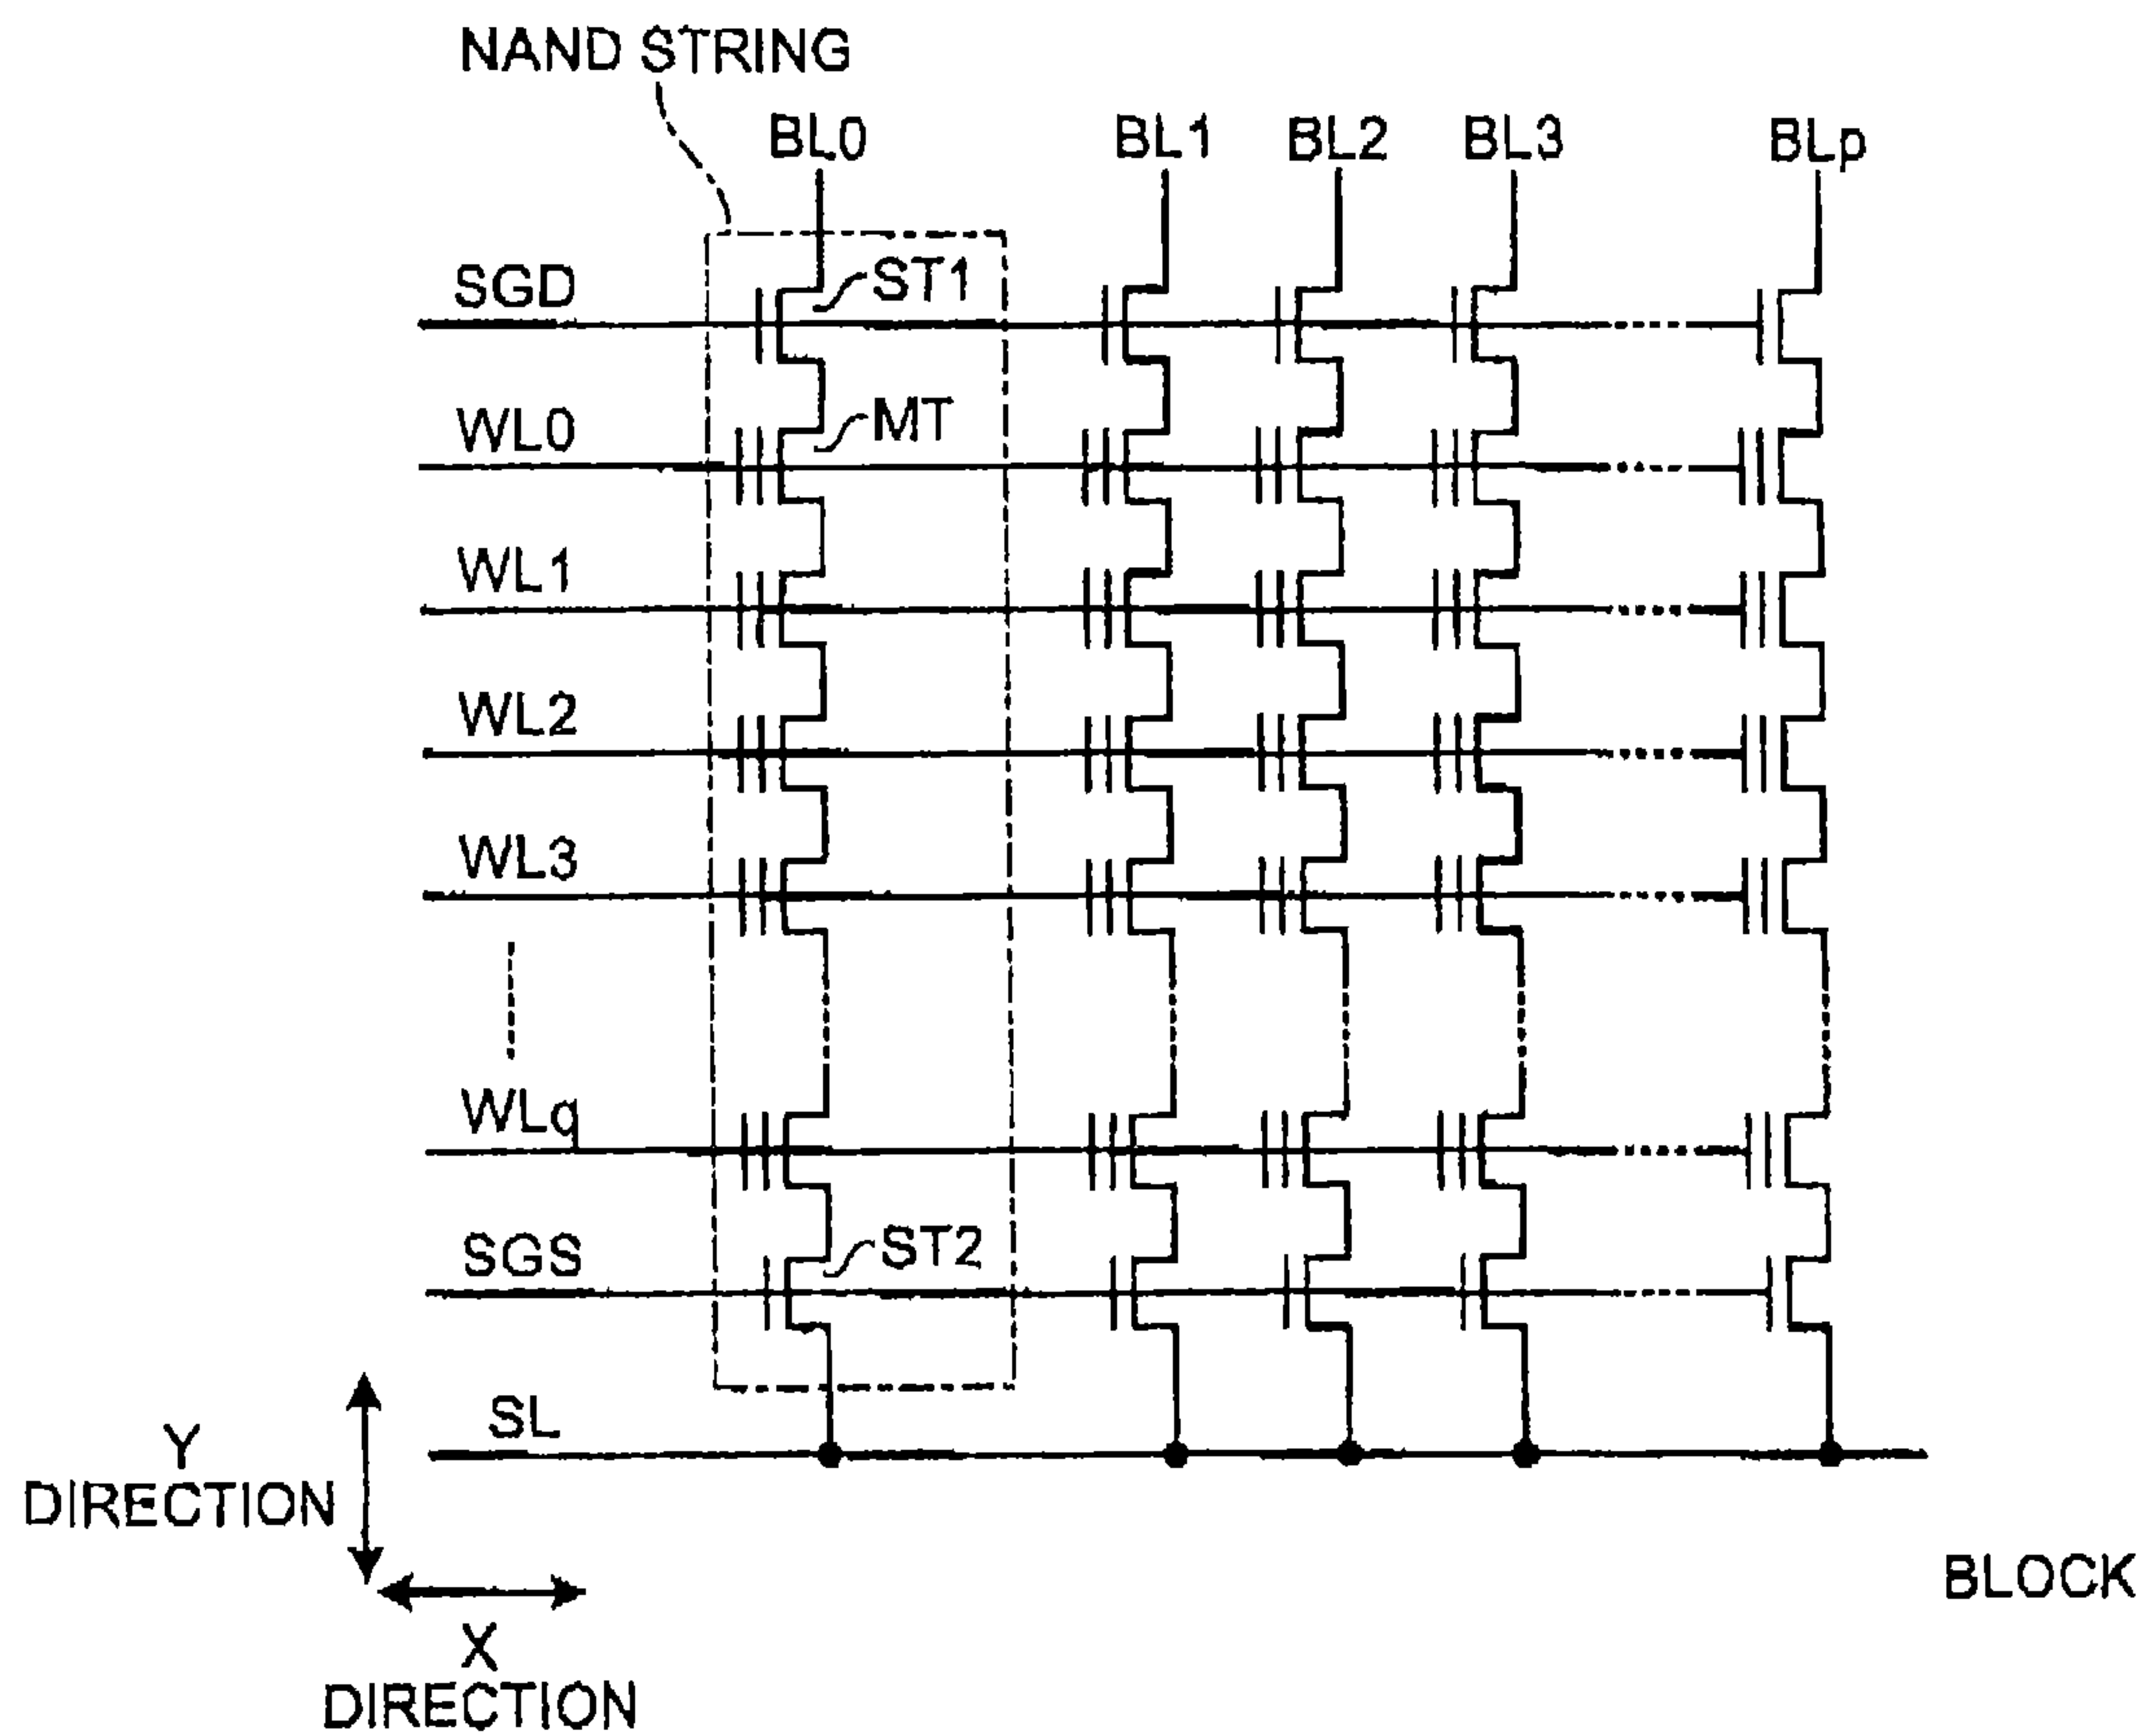 NAND STRING
BL0
BL1
BL2
BL3
BLp
SGD
ST1
WL0
MT
WL1
WL2
WL3
WLq
SGS
ST2
SL
Y
DIRECTION
X
DIRECTION
BLOCK